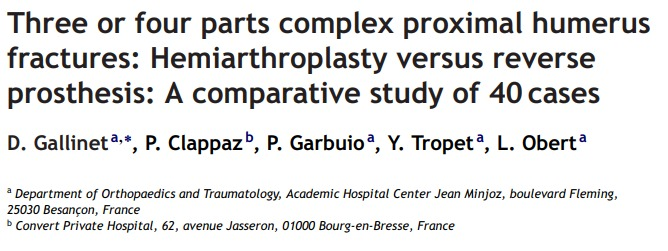 Three or four parts complex proximal humerus
fractures: Hemiarthroplasty versus reverse
prosthesis: A comparative study of 40 cases
D. Gallinet a,*, P. Clappaz b, P. Garbuio a, Y. Tropet a, L. Obert a
a Department of Orthopaedics and Traumatology, Academic Hospital Center Jean Minjoz, boulevard Fleming,
25030 Besançon, France
b Convert Private Hospital, 62, avenue Jasseron, 01000 Bourg-en-Bresse, France